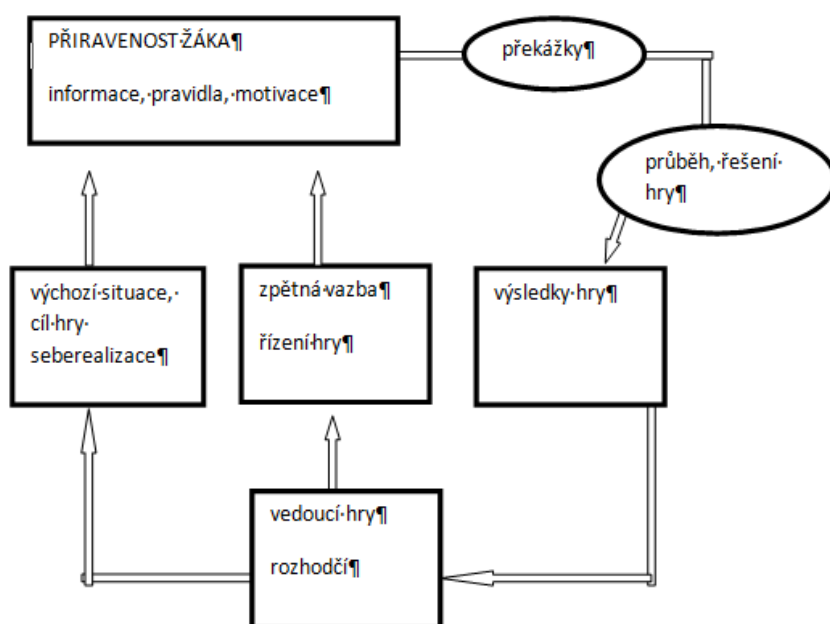 PŘIRAVENOST·ŽÁKA¶
informace,·pravidla,·motivace¶
překážky¶
průběh,·řešení·
hry¶
výchozí·situace,·
cíl·hry·
seberealizace¶
zpětná·vazba¶
řízení·hry¶
výsledky·hry¶
vedoucí·hry¶
rozhodčí¶